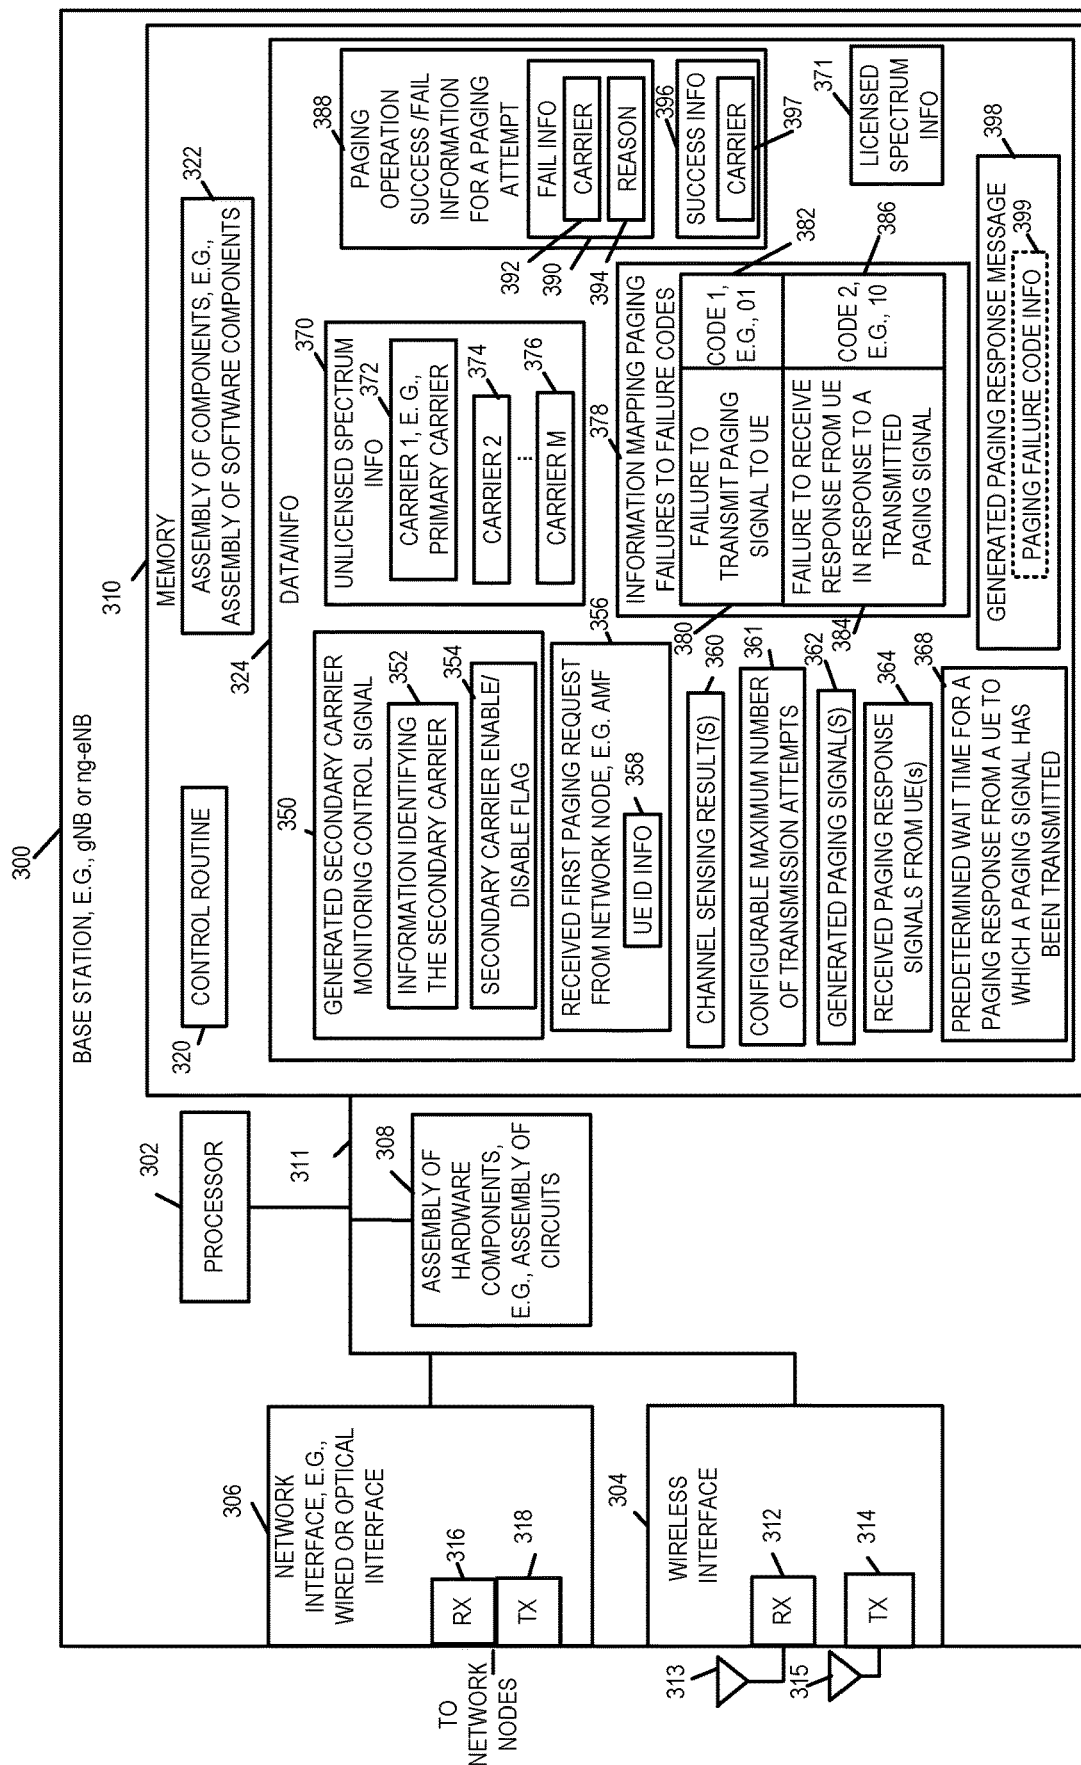 300
BASE STATION, E.G., gNB or ng-eNB
TO
NETWORK
NODES
306
NETWORK
INTERFACE, E.G.,
WIRED OR OPTICAL
INTERFACE
316
RX
318
TX
304
WIRELESS
INTERFACE
312
RX
314
TX
313
315
302
PROCESSOR
311
308
ASSEMBLY OF
HARDWARE
COMPONENTS,
E.G., ASSEMBLY OF
CIRCUITS
310
MEMORY
320
CONTROL ROUTINE
322
ASSEMBLY OF COMPONENTS, E.G.,
ASSEMBLY OF SOFTWARE COMPONENTS
324
DATA/INFO
350
GENERATED SECONDARY CARRIER
MONITORING CONTROL SIGNAL
352
INFORMATION IDENTIFYING
THE SECONDARY CARRIER
354
SECONDARY CARRIER ENABLE/
DISABLE FLAG
356
RECEIVED FIRST PAGING REQUEST
FROM NETWORK NODE, E.G. AMF
358
UE ID INFO
360
CHANNEL SENSING RESULT(S)
361
CONFIGURABLE MAXIMUM NUMBER
OF TRANSMISSION ATTEMPTS
362
GENERATED PAGING SIGNAL(S)
364
RECEIVED PAGING RESPONSE
SIGNALS FROM UE(s)
368
PREDETERMINED WAIT TIME FOR A
PAGING RESPONSE FROM A UE TO
WHICH A PAGING SIGNAL HAS
BEEN TRANSMITTED
370
UNLICENSED SPECTRUM
INFO
372
CARRIER 1, E. G.,
PRIMARY CARRIER
374
CARRIER 2
...
376
CARRIER M
378
INFORMATION MAPPING PAGING
FAILURES TO FAILURE CODES
380
FAILURE TO
TRANSMIT PAGING
SIGNAL TO UE
382
CODE 1,
E.G., 01
384
FAILURE TO RECEIVE
RESPONSE FROM UE
IN RESPONSE TO A
TRANSMITTED
PAGING SIGNAL
386
CODE 2,
E.G., 10
388
PAGING
OPERATION
SUCCESS /FAIL
INFORMATION
FOR A PAGING
ATTEMPT
390
FAIL INFO
392
CARRIER
394
REASON
396
SUCCESS INFO
397
CARRIER
371
LICENSED
SPECTRUM
INFO
398
GENERATED PAGING RESPONSE MESSAGE
399
PAGING FAILURE CODE INFO